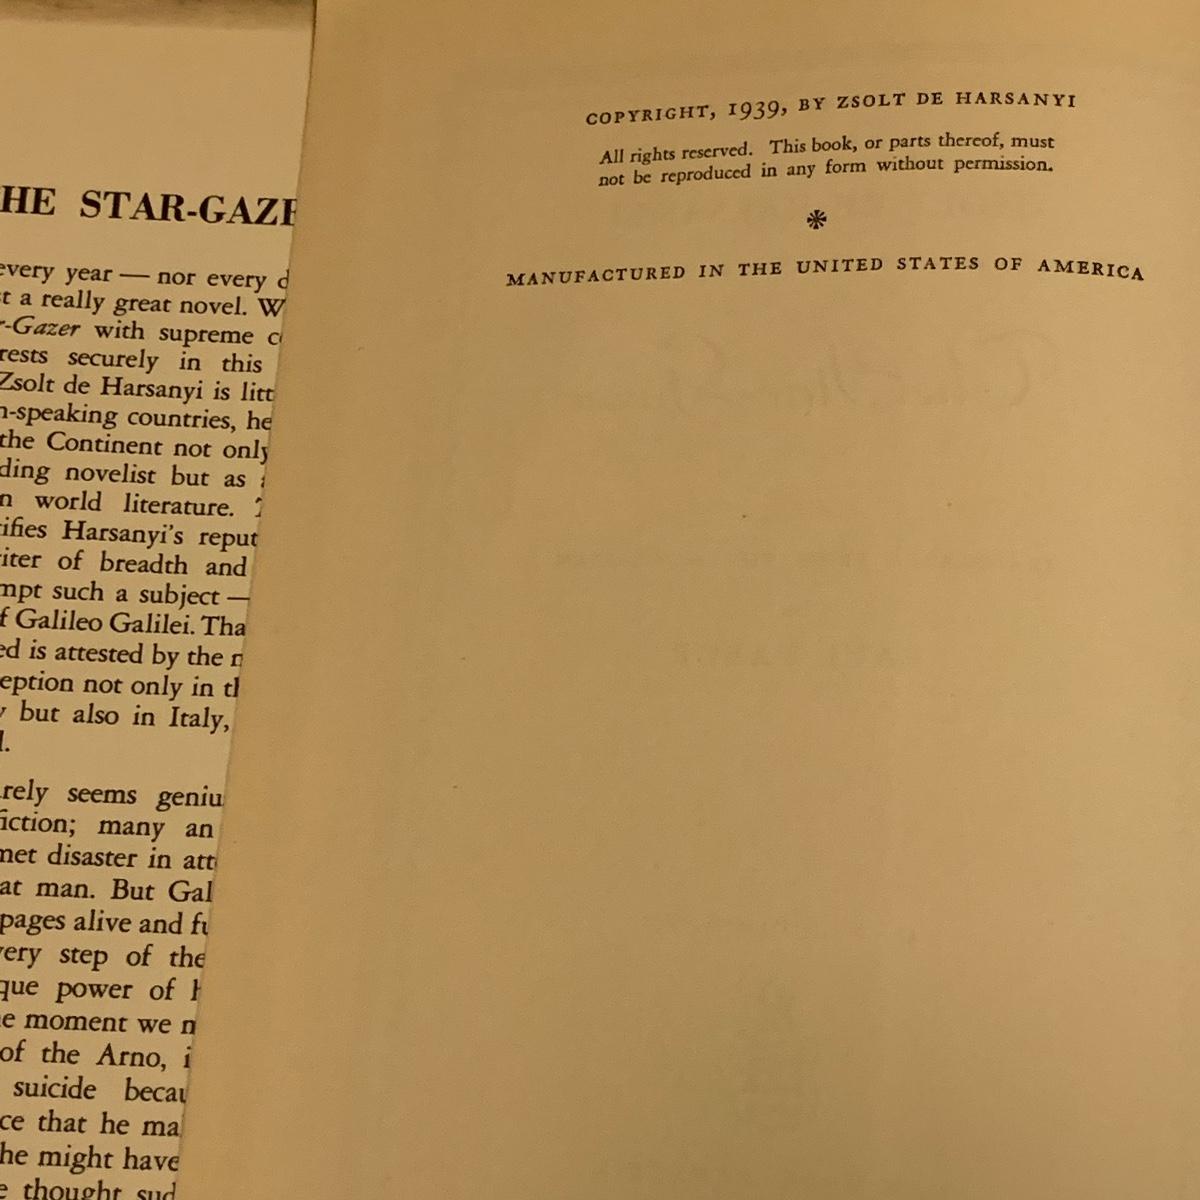 HE STAR-GAZE
every year — nor every d
t a really great novel. W
-Gazer with supreme c
rests securely in this
Zsolt de Harsanyi is litt
n-speaking countries, he
the Continent not only
ding novelist but as
n world literature.
ifies Harsanyi's reput
iter of breadth and
mpt such a subject —
f Galileo Galilei. Tha
ed is attested by the n
eption not only in th
y but also in Italy,
l.
rely seems geniu
iction; many an
met disaster in att
at man. But Gal
pages alive and fu
very step of the
que power of h
e moment we m
of the Arno, i
suicide becau
ce that he ma
he might have
e thought sud
COPYRIGHT, 1939, BY ZSOLT DE HARSANYI
All rights reserved. This book, or parts thereof, must
not be reproduced in any form without permission.
MANUFACTURED IN THE UNITED STATES OF AMERICA